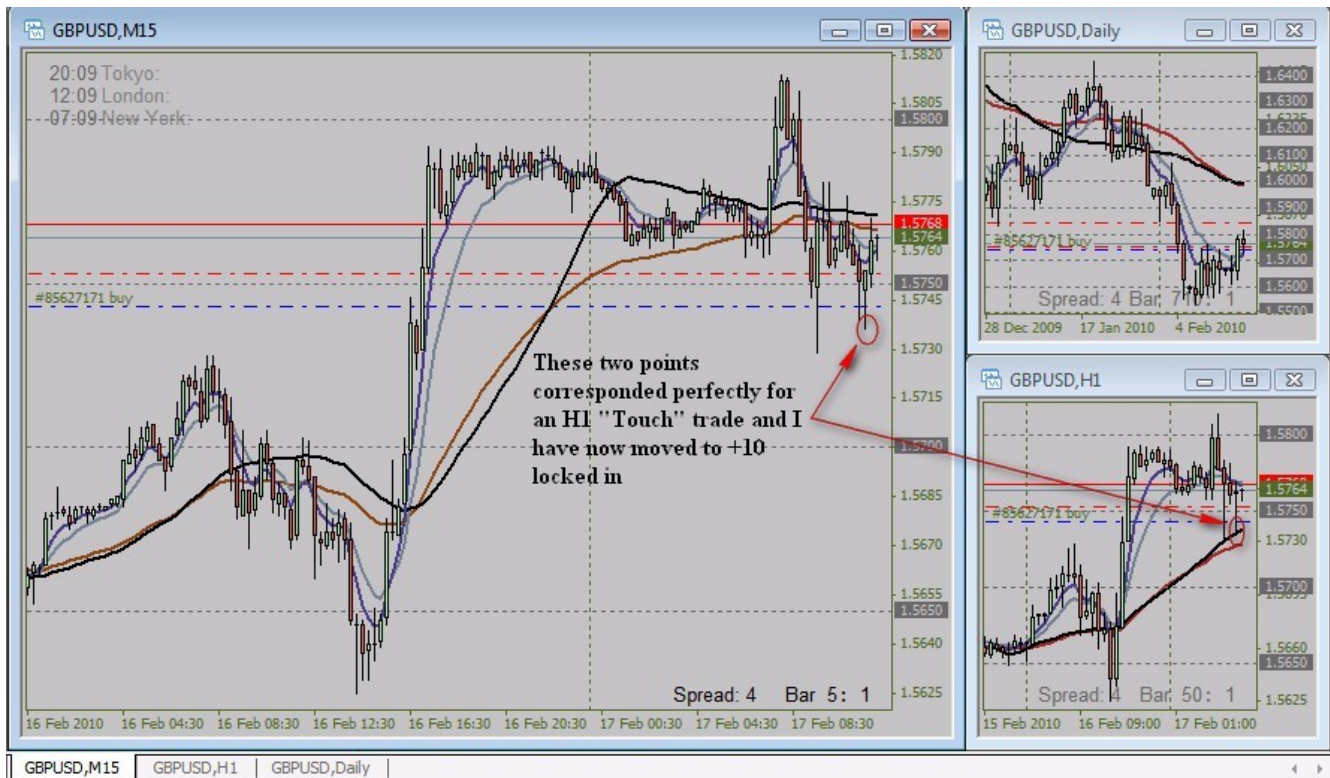 GBPUSD,M15
20:09 Tokyo:
12:09 London:
07:09 New York:
1.5820
1.5805
1.5800
1.5790
1.5775
1.5768
1.5764
1.5760
1.5750
1.5745
1.5730
1.5715
1.5700
1.5685
1.5670
1.5655
1.5650
1.5640
1.5625
#85627171 buy
These two points
corresponded perfectly for
an H1 "Touch" trade and I
have now moved to +10
locked in
Spread: 4 Bar 5: 1
16 Feb 2010 16 Feb 04:30 16 Feb 08:30 16 Feb 12:30 16 Feb 16:30 16 Feb 20:30 17 Feb 00:30 17 Feb 04:30 17 Feb 08:30
GBPUSD,Daily
1.6400
1.6300
1.6200
1.6100
1.6000
1.5900
1.5800
1.5700
1.5600
#85627171 buy
Spread: 4 Bar
28 Dec 2009 17 Jan 2010 4 Feb 2010
GBPUSD,H1
1.5800
1.5764
1.5750
1.5730
1.5700
1.5660
1.5650
1.5625
#85627171 buy
Spread: 4 Bar 50: 1
15 Feb 2010 16 Feb 09:00 17 Feb 01:00
GBPUSD,M15 GBPUSD,H1 GBPUSD,Daily